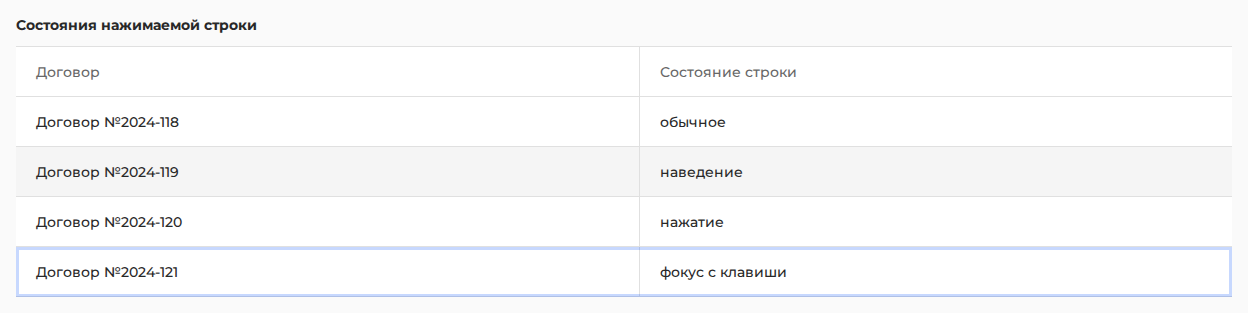 Состояния нажимаемой строки
Договор Состояние строки
Договор №2024-118 обычное
Договор №2024-119 наведение
Договор №2024-120 нажатие
Договор №2024-121 фокус с клавиши